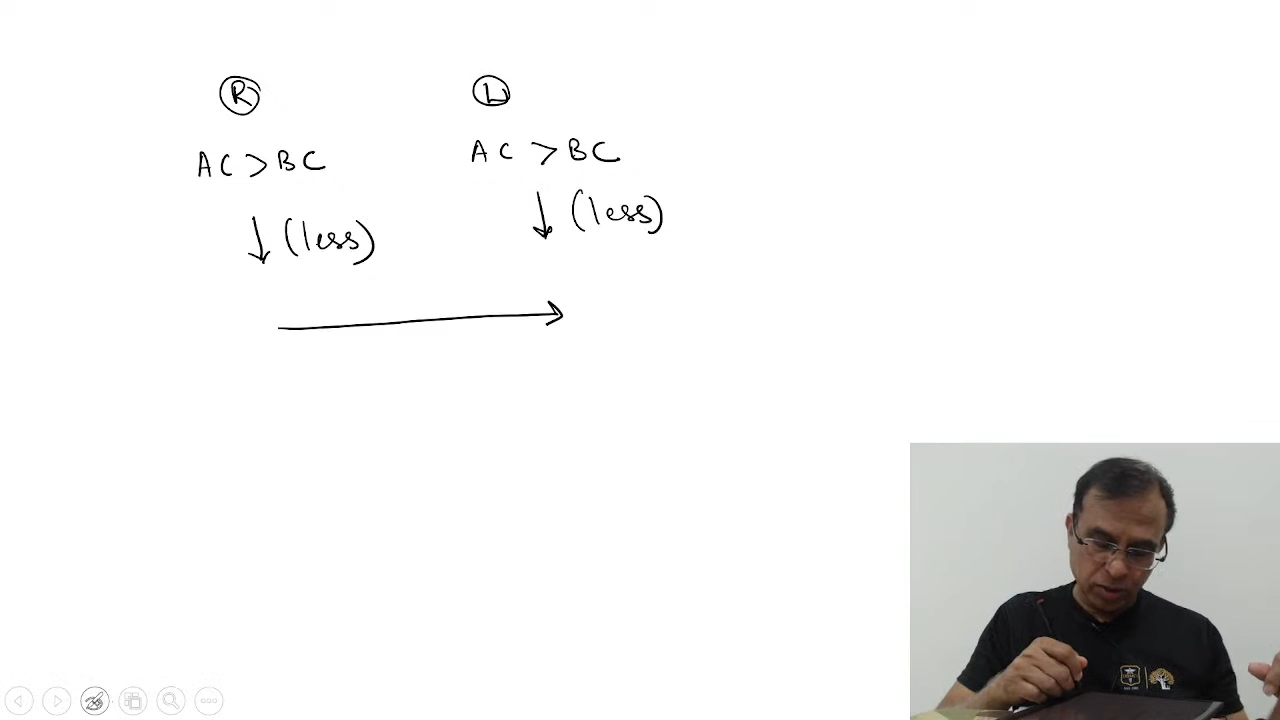 R L
AC > BC AC > BC
↓ (less) ↓ (less)